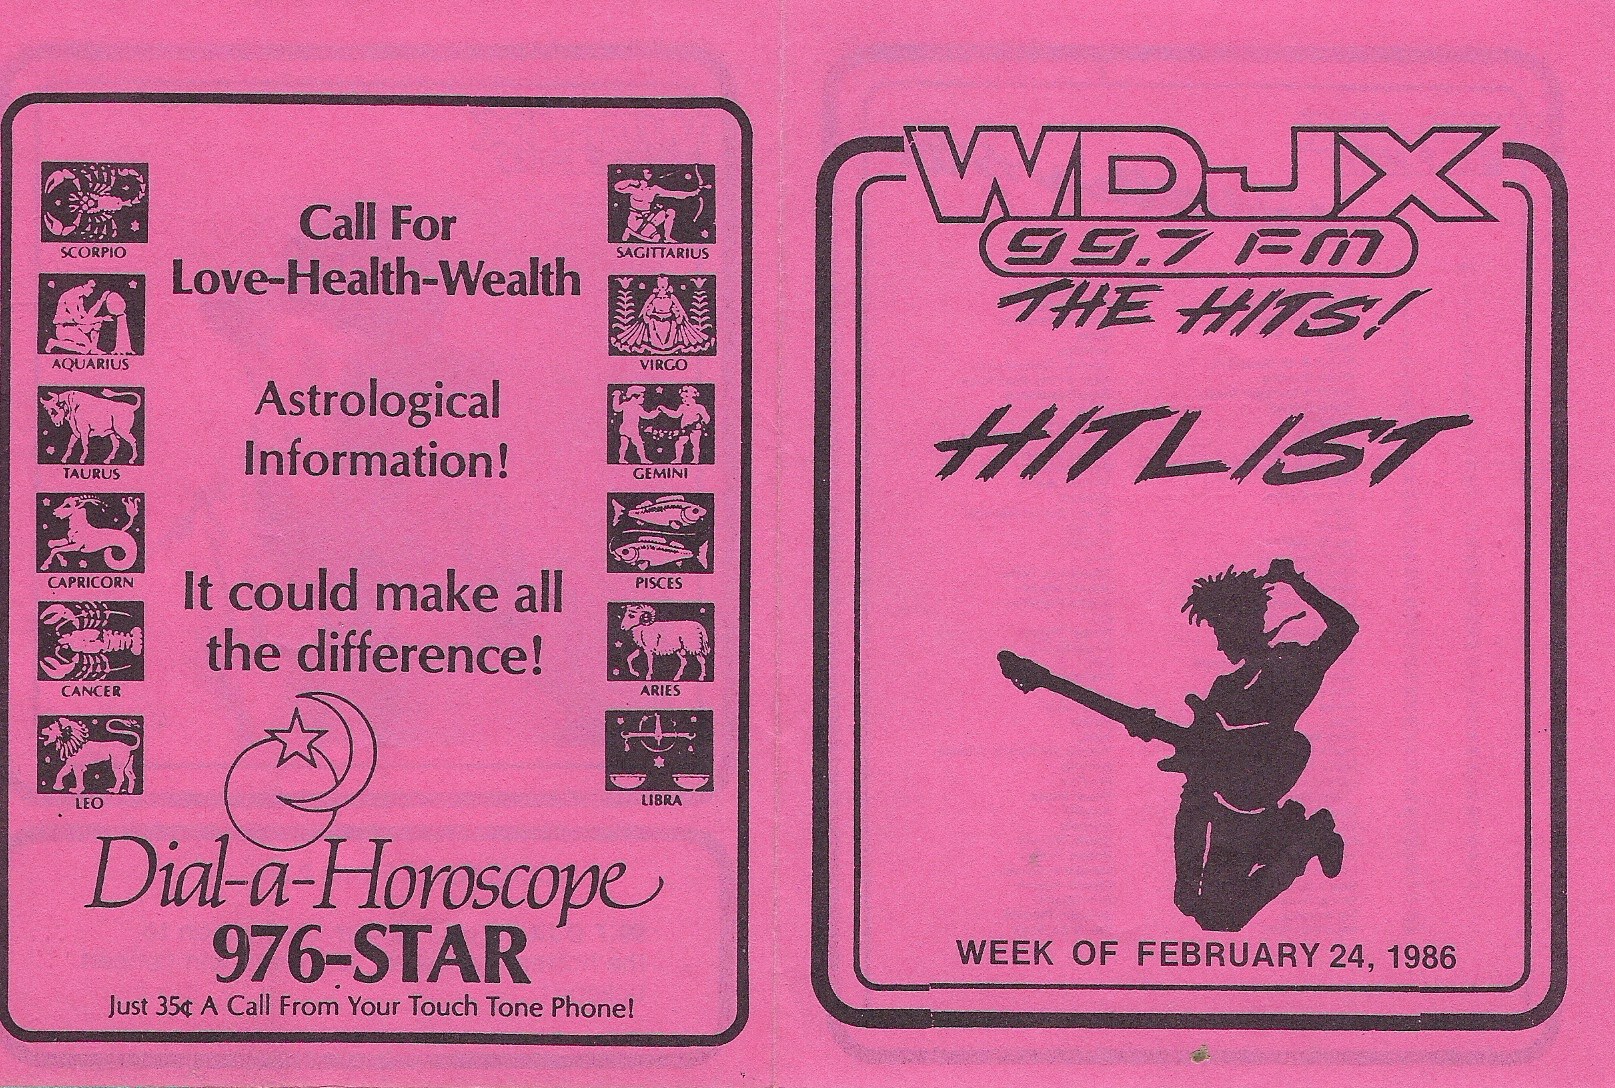 Call For
Love-Health-Wealth
Astrological
Information!
It could make all
the difference!
SCORPIO
AQUARIUS
TAURUS
CAPRICORN
CANCER
LEO
SAGITTARIUS
VIRGO
GEMINI
PISCES
ARIES
LIBRA
Dial-a-Horoscope
976-STAR
Just 35¢ A Call From Your Touch Tone Phone!
WDJX
99.7 FM
THE HITS!
HITLIST
WEEK OF FEBRUARY 24, 1986